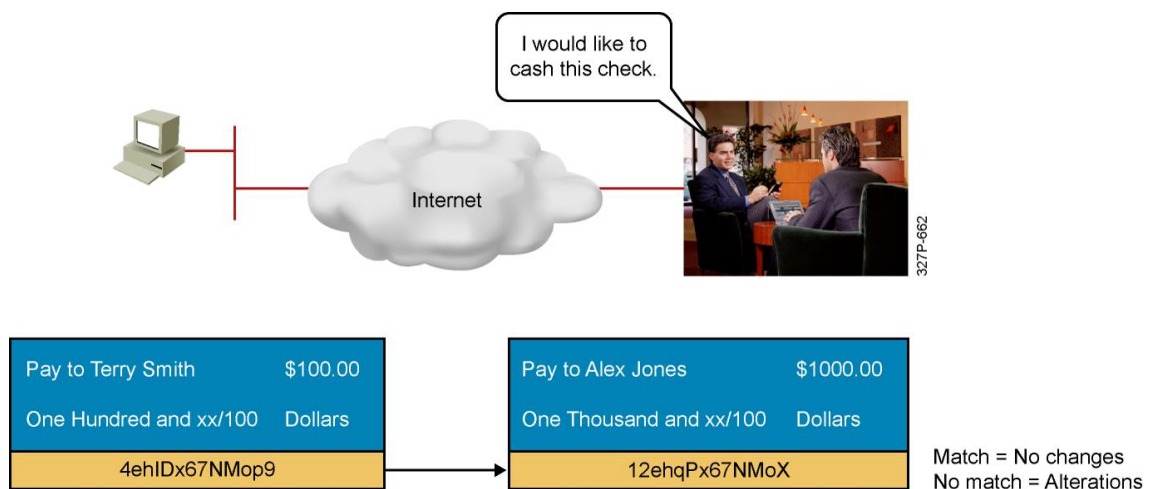 I would like to
cash this check.
Internet
327P-662
Pay to Terry Smith $100.00
One Hundred and xx/100 Dollars
4ehIDx67NMop9
Pay to Alex Jones $1000.00
One Thousand and xx/100 Dollars
12ehqPx67NMoX
Match = No changes
No match = Alterations